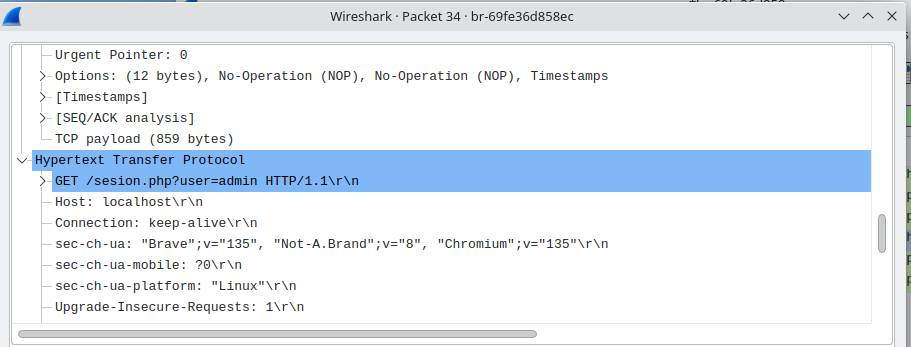 Wireshark · Packet 34 · br-69fe36d858ec
Urgent Pointer: 0
Options: (12 bytes), No-Operation (NOP), No-Operation (NOP), Timestamps
[Timestamps]
[SEQ/ACK analysis]
TCP payload (859 bytes)
Hypertext Transfer Protocol
GET /sesion.php?user=admin HTTP/1.1\r\n
Host: localhost\r\n
Connection: keep-alive\r\n
sec-ch-ua: "Brave";v="135", "Not-A.Brand";v="8", "Chromium";v="135"\r\n
sec-ch-ua-mobile: ?0\r\n
sec-ch-ua-platform: "Linux"\r\n
Upgrade-Insecure-Requests: 1\r\n